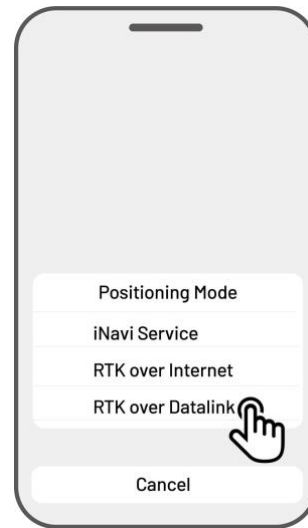 Positioning Mode
iNavi Service
RTK over Internet
RTK over Datalink
Cancel